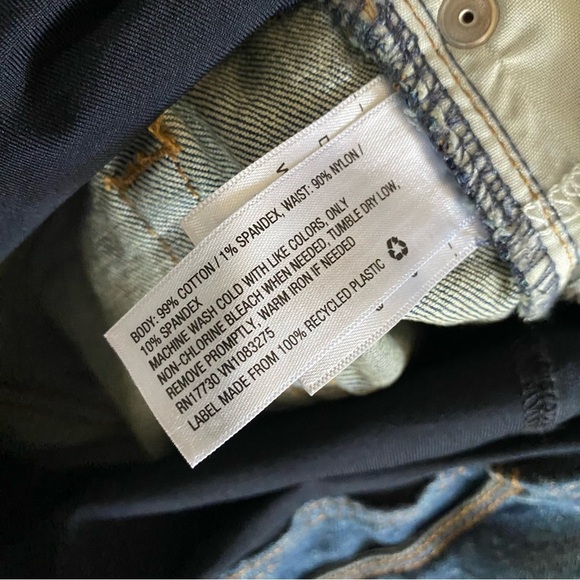 BODY: 99% COTTON / 1% SPANDEX, WAIST: 90% NYLON /
10% SPANDEX
MACHINE WASH COLD WITH LIKE COLORS, ONLY
NON-CHLORINE BLEACH WHEN NEEDED, TUMBLE DRY LOW,
REMOVE PROMPTLY, WARM IRON IF NEEDED
RN17730 VN1083275
LABEL MADE FROM 100% RECYCLED PLASTIC